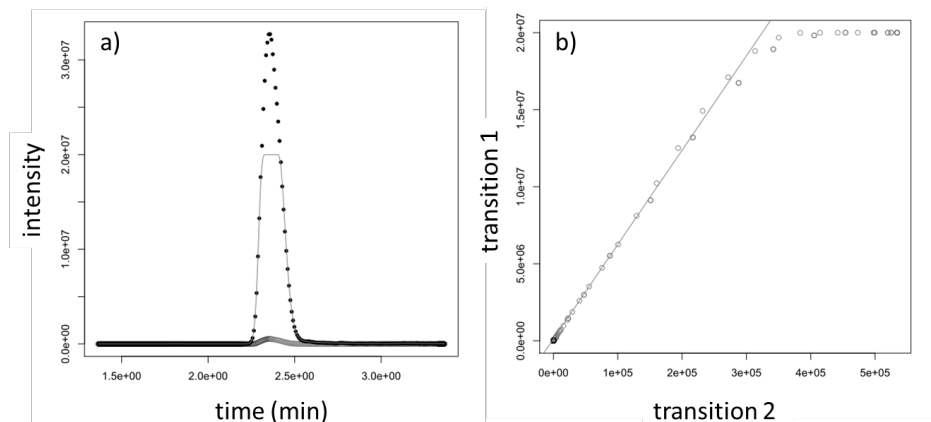 a)
intensity
3.0e+07
2.0e+07
1.0e+07
0.0e+00
1.5e+00 2.0e+00 2.5e+00 3.0e+00
time (min)
b)
transition 1
2.0e+07
1.5e+07
1.0e+07
5.0e+06
0.0e+00
0e+00 1e+05 2e+05 3e+05 4e+05 5e+05
transition 2